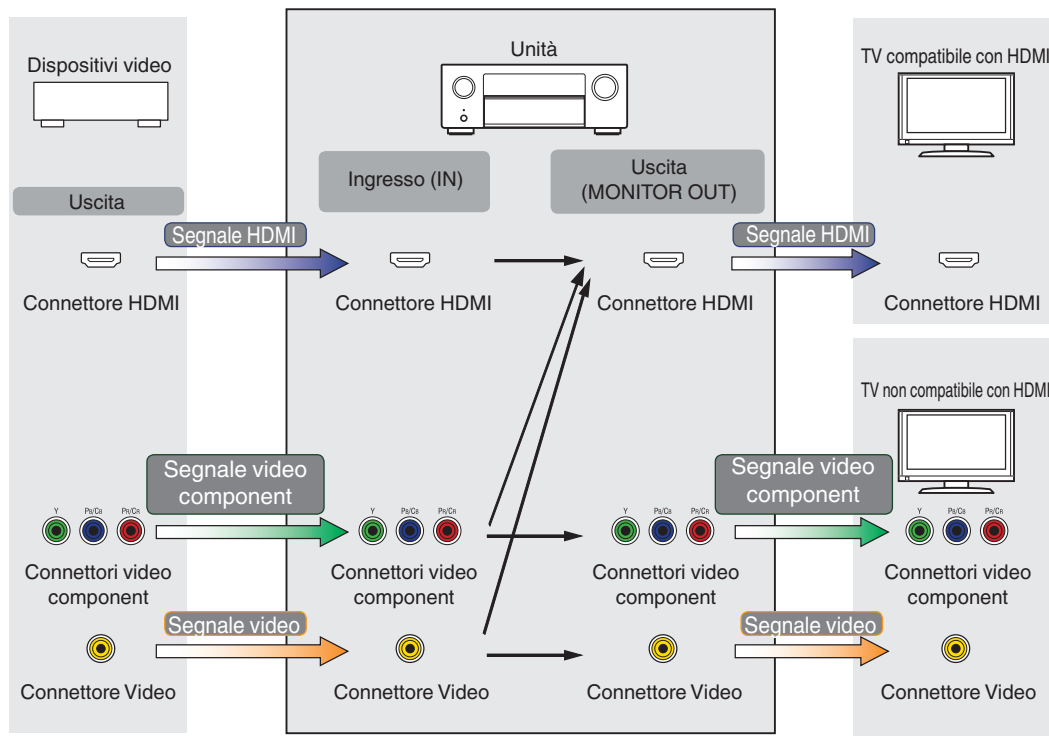 Dispositivi video
Unità
TV compatibile con HDMI
Uscita
Ingresso (IN)
Uscita
(MONITOR OUT)
Segnale HDMI
Segnale HDMI
Connettore HDMI
Connettore HDMI
Connettore HDMI
Connettore HDMI
TV non compatibile con HDMI
Segnale video
component
Segnale video
component
Y PB/CB PR/CR
Y PB/CB PR/CR
Y PB/CB PR/CR
Y PB/CB PR/CR
Connettori video
component
Connettori video
component
Connettori video
component
Connettori video
component
Segnale video
Segnale video
Connettore Video
Connettore Video
Connettore Video
Connettore Video